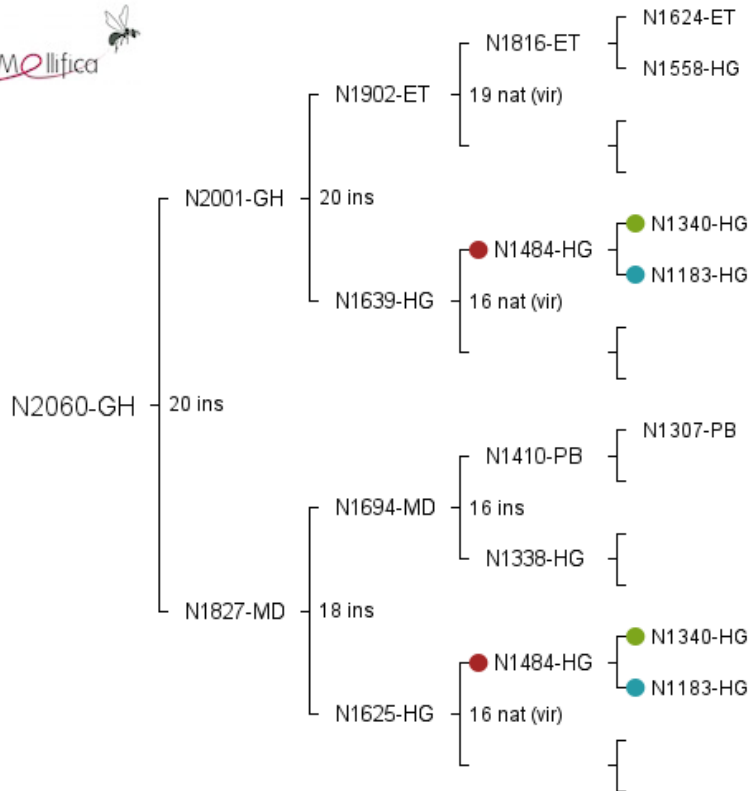 N1624-ET
N1816-ET
Mellifica
N1558-HG
N1902-ET
19 nat (vir)
N2001-GH
20 ins
N1340-HG
N1484-HG
N1183-HG
N1639-HG
16 nat (vir)
N2060-GH
20 ins
N1307-PB
N1410-PB
N1694-MD
16 ins
N1338-HG
N1827-MD
18 ins
N1340-HG
N1484-HG
N1183-HG
N1625-HG
16 nat (vir)